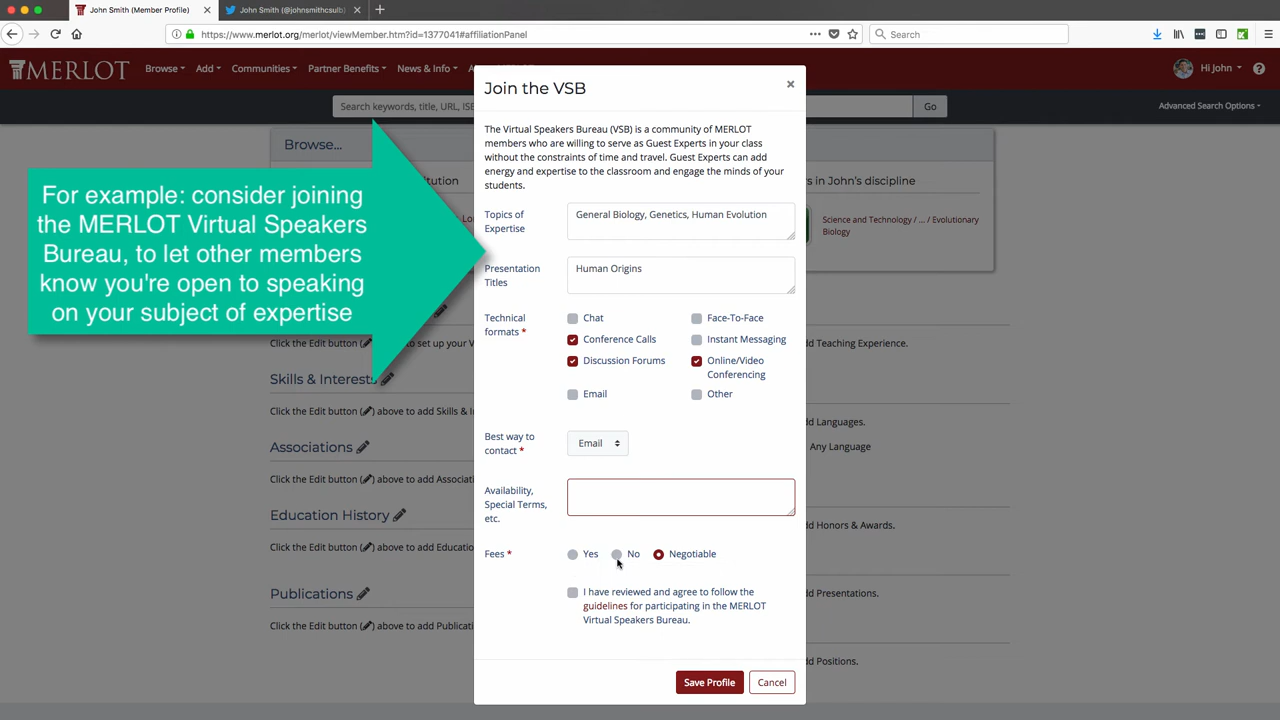 John Smith (Member Profile)
John Smith (@johnsmithcsulb)
https://www.merlot.org/merlot/viewMember.htm?id=1377041#affiliationPanel
Search
MERLOT
Browse
Add
Communities
Partner Benefits
News & Info
Hi John
Search keywords, title, URL, ISB
Go
Advanced Search Options
Browse...
Join the VSB
The Virtual Speakers Bureau (VSB) is a community of MERLOT
members who are willing to serve as Guest Experts in your class
without the constraints of time and travel. Guest Experts can add
energy and expertise to the classroom and engage the minds of your
students.
For example: consider joining
the MERLOT Virtual Speakers
Bureau, to let other members
know you're open to speaking
on your subject of expertise
in John's discipline
Science and Technology / ... / Evolutionary
Biology
Topics of
Expertise
General Biology, Genetics, Human Evolution
Presentation
Titles
Human Origins
Technical
formats *
Chat
Face-To-Face
Conference Calls
Instant Messaging
Discussion Forums
Online/Video
Conferencing
Email
Other
Best way to
contact *
Email
Availability,
Special Terms,
etc.
Fees *
Yes
No
Negotiable
I have reviewed and agree to follow the
guidelines for participating in the MERLOT
Virtual Speakers Bureau.
Save Profile
Cancel
Click the Edit button ( ) above to set up your V
Skills & Interests
Click the Edit button ( ) above to add Skills & In
Associations
Click the Edit button ( ) above to add Associati
Education History
Click the Edit button ( ) above to add Educatio
Publications
Click the Edit button ( ) above to add Publicati
dd Teaching Experience.
dd Languages.
Any Language
dd Honors & Awards.
dd Presentations.
dd Positions.